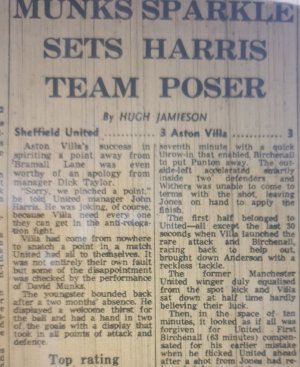 MUNKS SPARKLE
SETS HARRIS
TEAM POSER
By HUGH JAMIESON
Sheffield United .......... 3 Aston Villa .......... 3
Aston Villa's success in
spiriting a point away from
Bramall Lane was even
worthy of an apology from
manager Dick Taylor.
"Sorry, we pinched a point,"
he told United manager John
Harris. He was joking, of course,
because Villa need every one
they can get in the anti-relega-
tion fight.
Villa had come from nowhere
to snatch a point in a match
United had all to themselves. It
was not entirely their own fault
but some of the disappointment
was checked by the performance
of David Munks.
The youngster bounded back
after a two months' absence. He
displayed a welcome thirst for
the ball and had a hand in two
of the goals with a display that
took in all points of attack and
defence.
Top rating
seventh minute with a quick
throw-in that enabled Birchenall
to put Punton away. The out-
side-left accelerated smartly
inside two defenders and
Withers was unable to come to
terms with the shot, leaving
Jones on hand to apply the
finish.
The first half belonged to
United—all except the last 35
seconds when Villa launched the
rare attack and Birchenall,
racing back to help out,
brought down Anderson with a
reckless tackle.
The former Manchester
United winger duly equalised
from the spot kick and Villa
sat down at half time hardly
believing their luck.
Then, in the space of ten
minutes, it looked as if all was
forgiven for United. First
Birchenall (63 minutes) compen-
sated for his earlier mistake
when he flicked United ahead
after a shot from Jones had re-